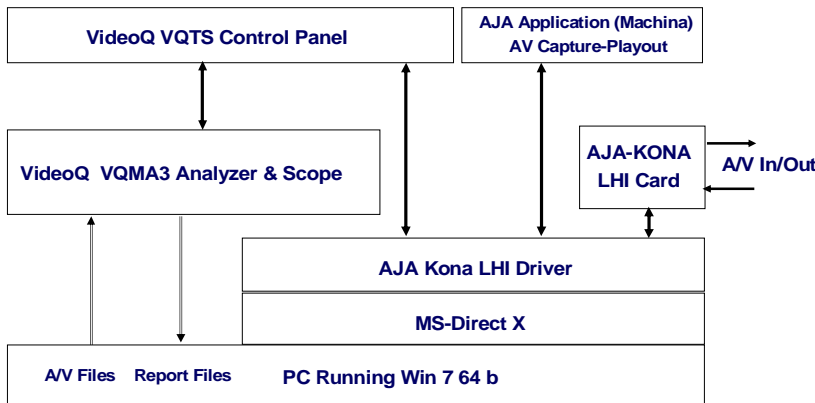 VideoQ VQTS Control Panel
AJA Application (Machina)
AV Capture-Playout
VideoQ VQMA3 Analyzer & Scope
AJA-KONA
LHI Card
A/V In/Out
AJA Kona LHI Driver
MS-Direct X
A/V Files Report Files PC Running Win 7 64 b